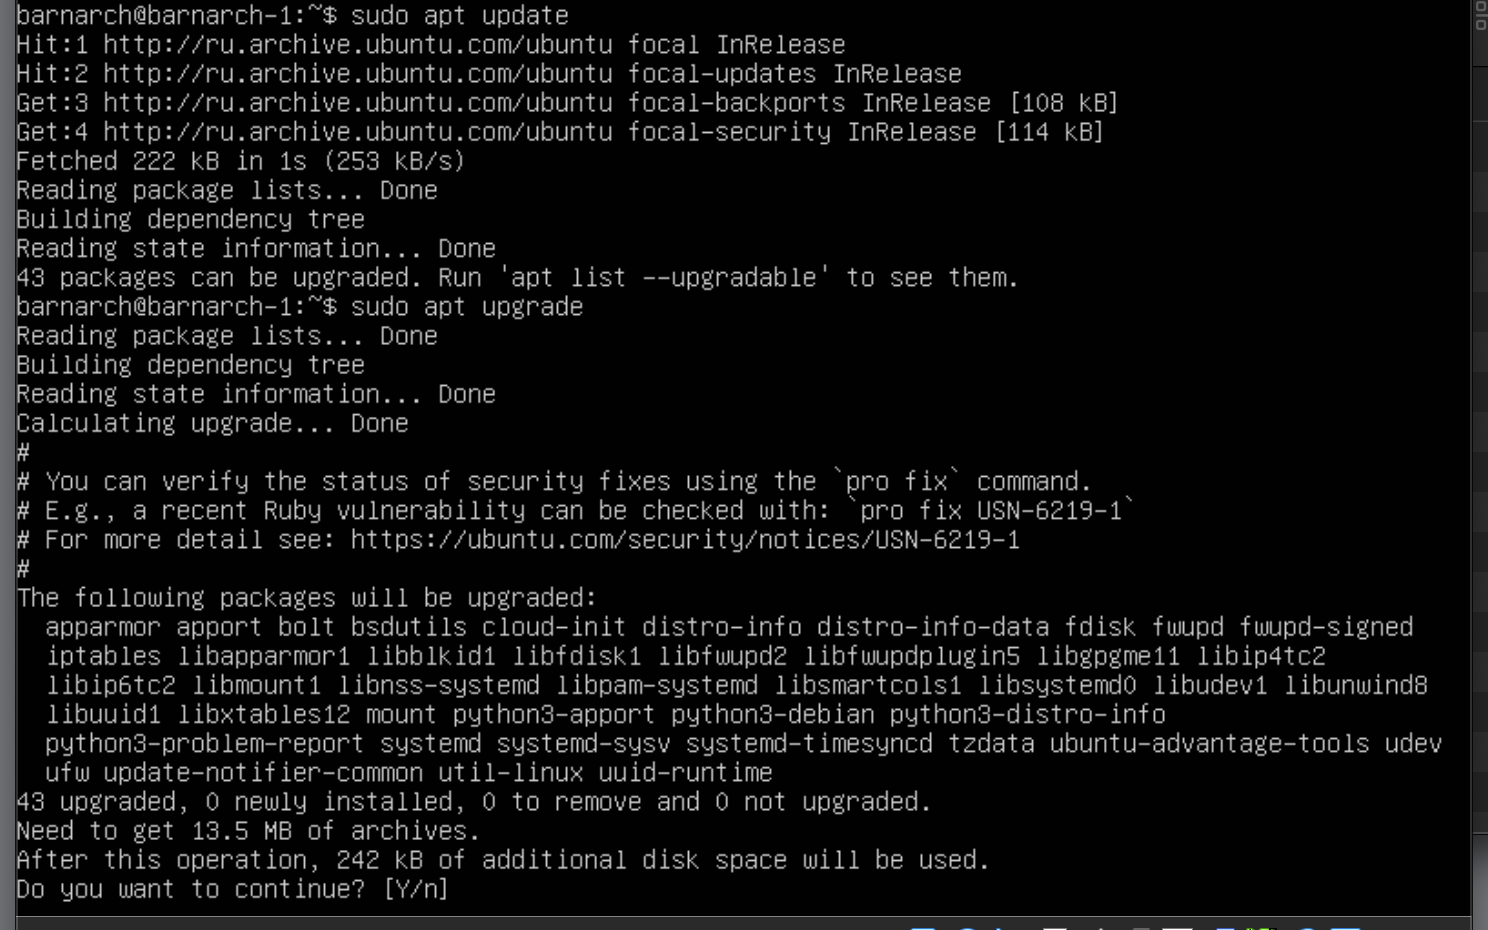 barnarch@barnarch-1:~$ sudo apt update
Hit:1 http://ru.archive.ubuntu.com/ubuntu focal InRelease
Hit:2 http://ru.archive.ubuntu.com/ubuntu focal-updates InRelease
Get:3 http://ru.archive.ubuntu.com/ubuntu focal-backports InRelease [108 kB]
Get:4 http://ru.archive.ubuntu.com/ubuntu focal-security InRelease [114 kB]
Fetched 222 kB in 1s (253 kB/s)
Reading package lists... Done
Building dependency tree
Reading state information... Done
43 packages can be upgraded. Run 'apt list --upgradable' to see them.
barnarch@barnarch-1:~$ sudo apt upgrade
Reading package lists... Done
Building dependency tree
Reading state information... Done
Calculating upgrade... Done
#
# You can verify the status of security fixes using the `pro fix` command.
# E.g., a recent Ruby vulnerability can be checked with: `pro fix USN-6219-1`
# For more detail see: https://ubuntu.com/security/notices/USN-6219-1
#
The following packages will be upgraded:
  apparmor apport bolt bsdutils cloud-init distro-info distro-info-data fdisk fwupd fwupd-signed
  iptables libapparmor1 libblkid1 libfdisk1 libfwupd2 libfwupdplugin5 libgpgme11 libip4tc2
  libip6tc2 libmount1 libnss-systemd libpam-systemd libsmartcols1 libsystemd0 libudev1 libunwind8
  libuuid1 libxtables12 mount python3-apport python3-debian python3-distro-info
  python3-problem-report systemd systemd-sysv systemd-timesyncd tzdata ubuntu-advantage-tools udev
  ufw update-notifier-common util-linux uuid-runtime
43 upgraded, 0 newly installed, 0 to remove and 0 not upgraded.
Need to get 13.5 MB of archives.
After this operation, 242 kB of additional disk space will be used.
Do you want to continue? [Y/n]